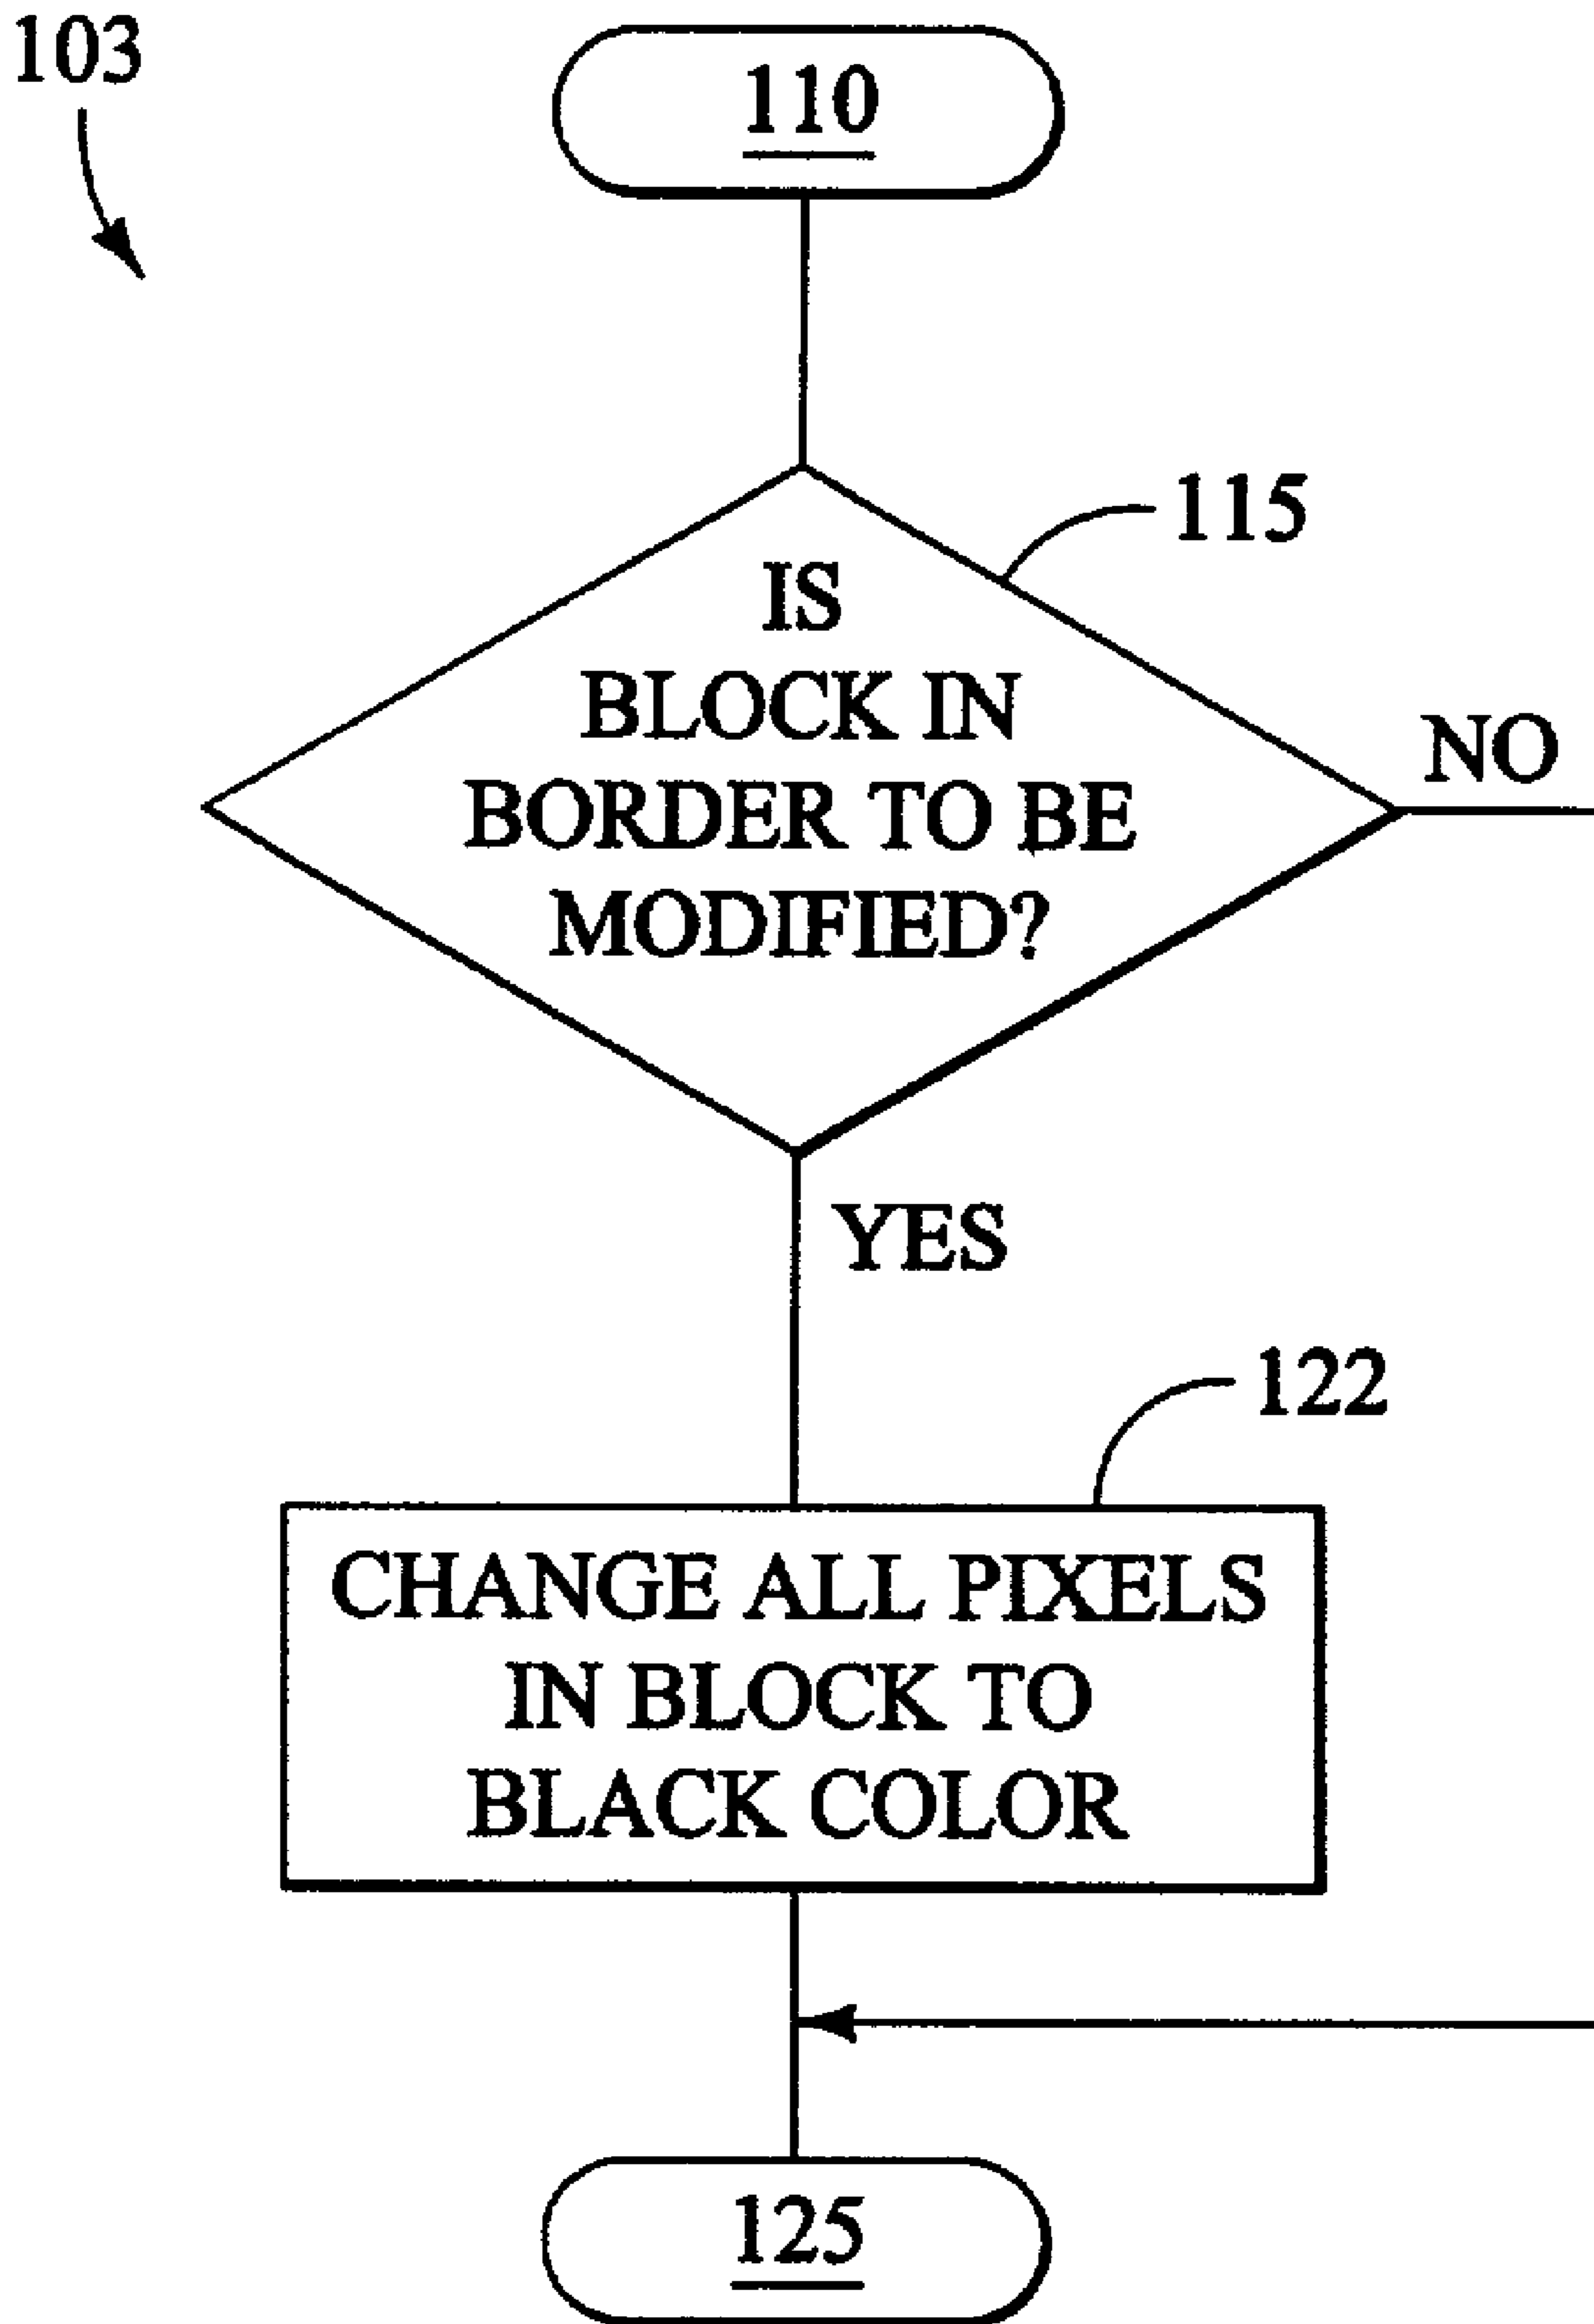 103
110
115
IS
BLOCK IN
BORDER TO BE
MODIFIED?
NO
YES
122
CHANGE ALL PIXELS
IN BLOCK TO
BLACK COLOR
125